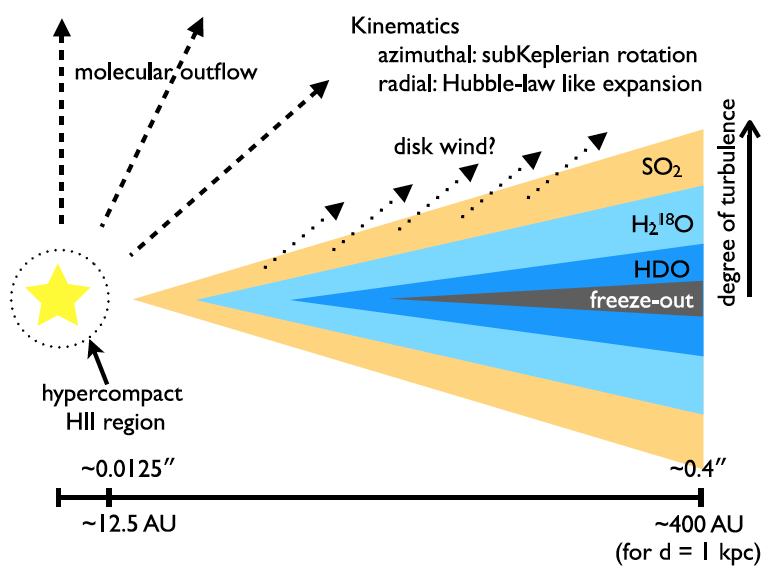 Kinematics
azimuthal: subKeplerian rotation
radial: Hubble-law like expansion
molecular outflow
disk wind?
degree of turbulence
SO₂
H₂¹⁸O
HDO
freeze-out
hypercompact
HII region
~0.0125″
~0.4″
~12.5 AU
~400 AU
(for d = 1 kpc)